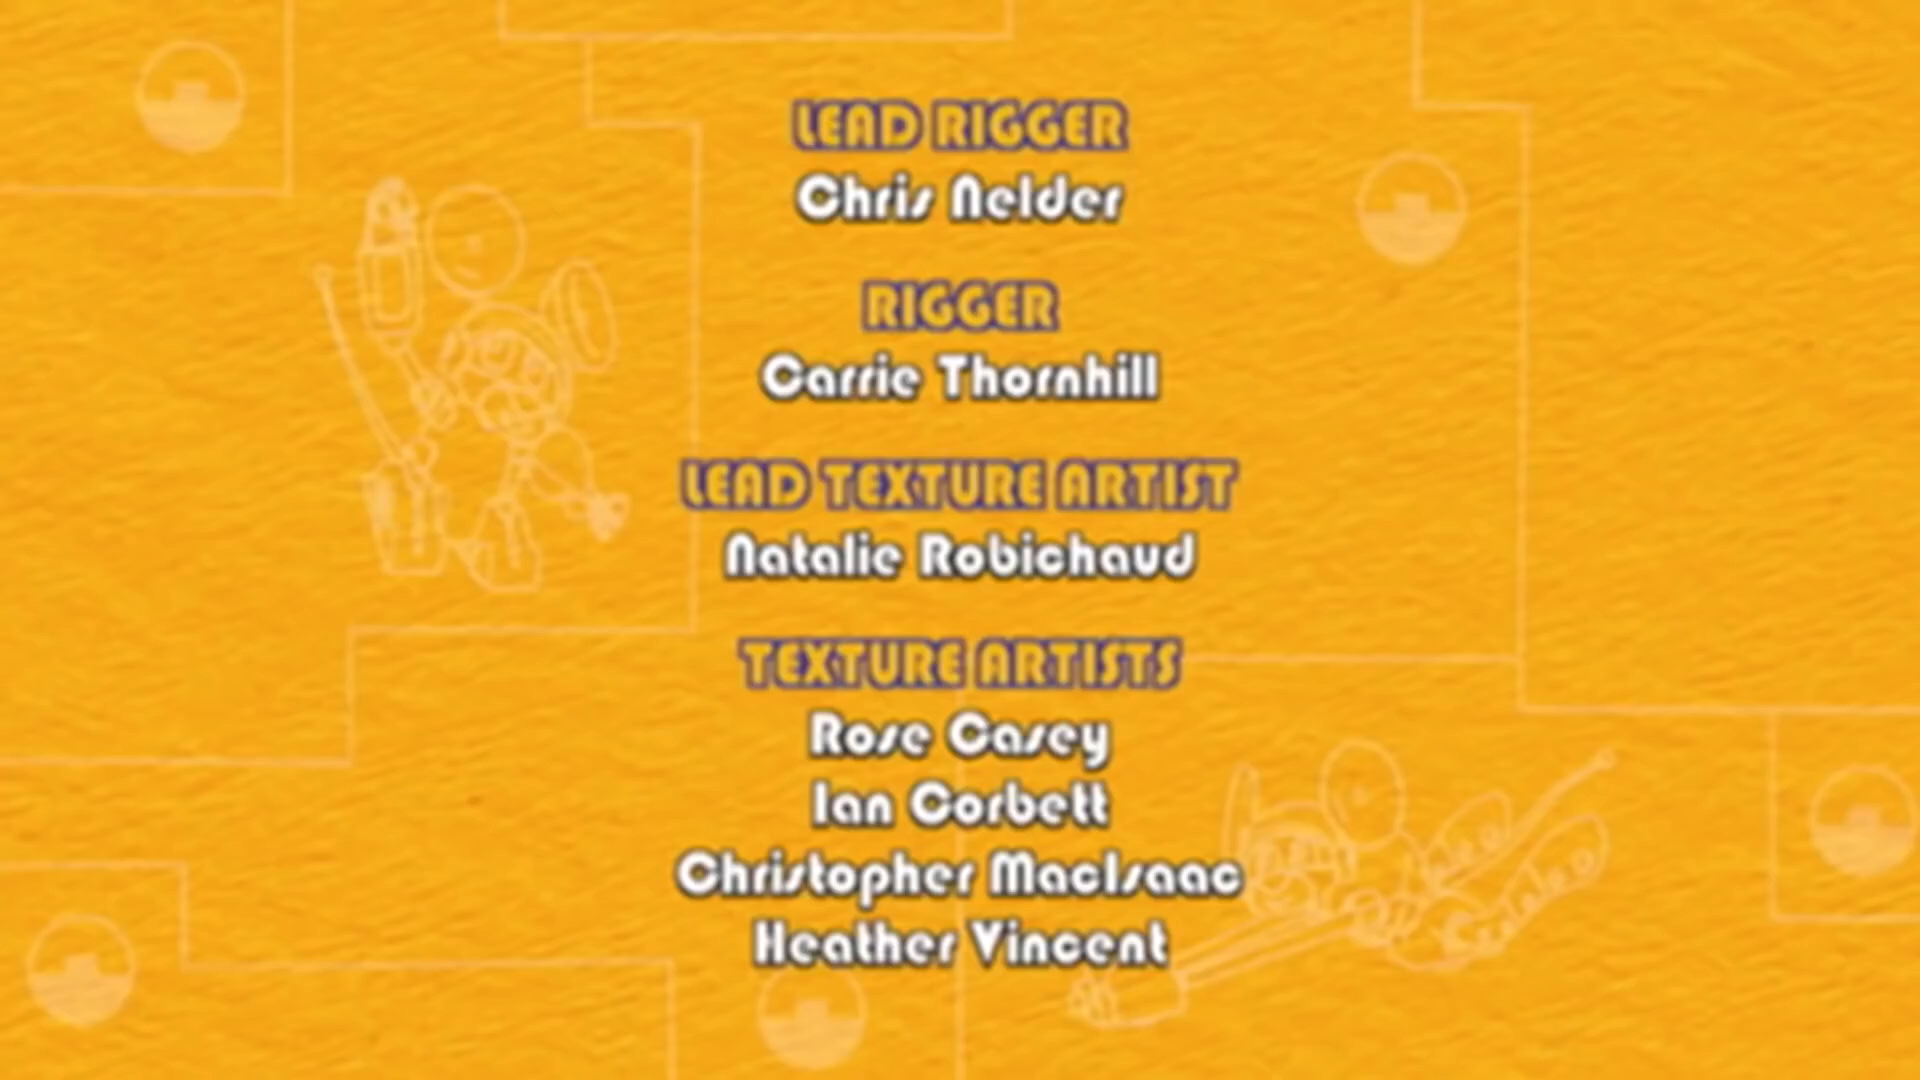 LEAD RIGGER
Chris Nelder
RIGGER
Carrie Thornhill
LEAD TEXTURE ARTIST
Natalie Robichaud
TEXTURE ARTISTS
Rose Casey
Ian Corbett
Christopher MacIsaac
Heather Vincent